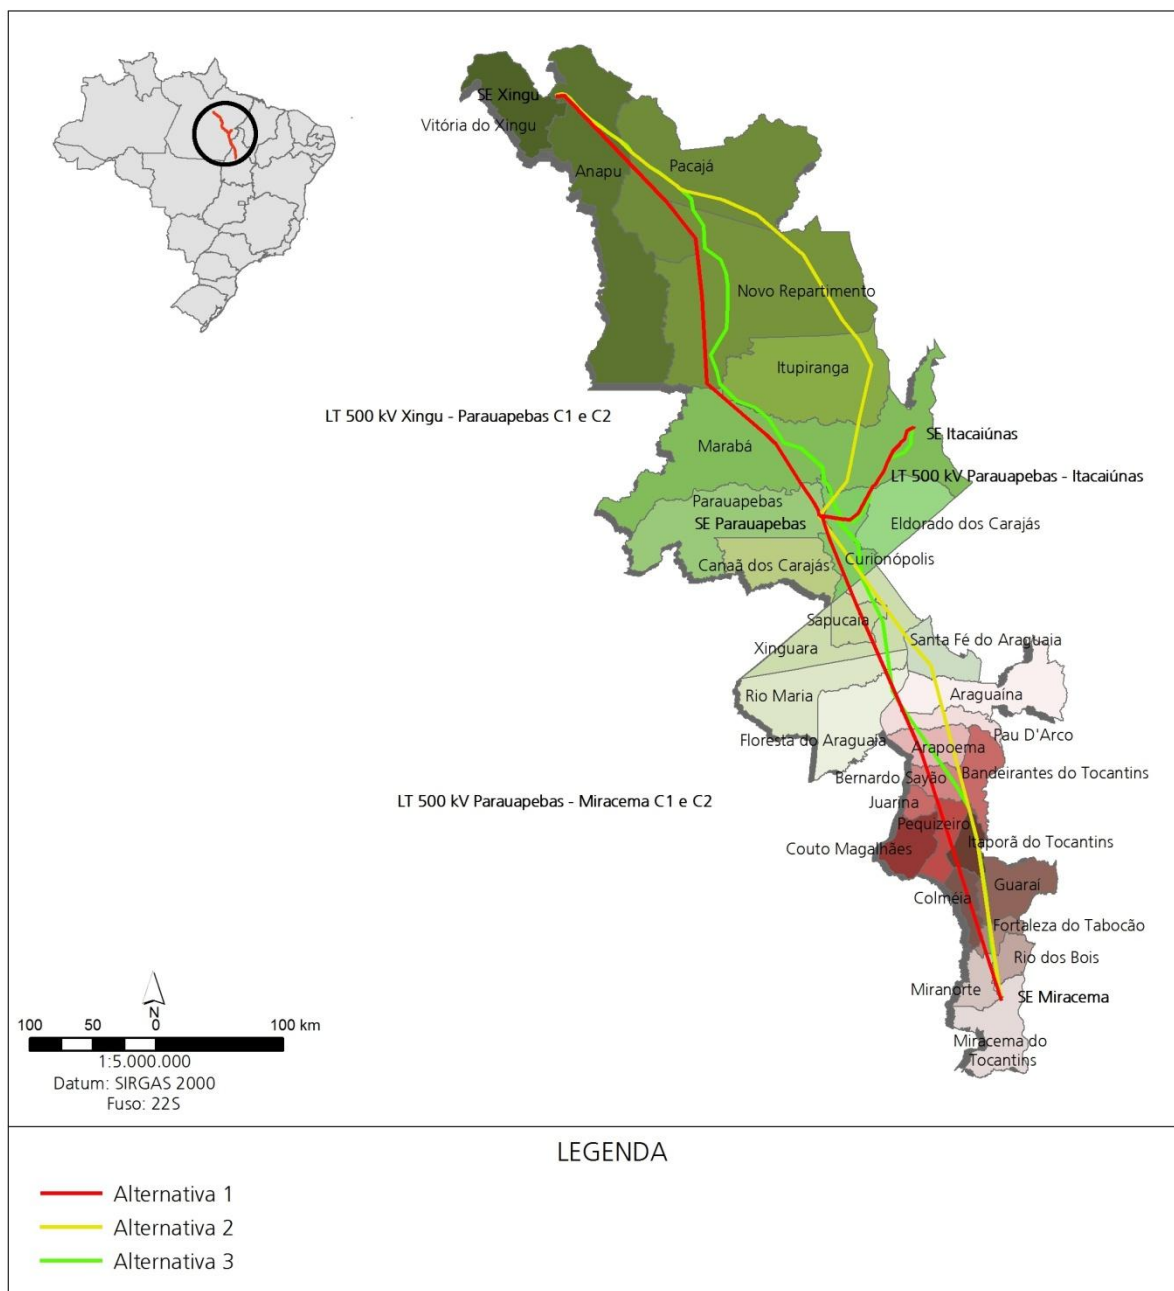 SE Xingu
Vitória do Xingu
Anapu
Pacajá
Novo Repartimento
Itupiranga
LT 500 kV Xingu - Parauapebas C1 e C2
SE Itacaiúnas
Marabá
LT 500 kV Parauapebas - Itacaiúnas
Parauapebas
SE Parauapebas
Eldorado dos Carajás
Curionópolis
Canaã dos Carajás
Sapucaia
Santa Fé do Araguaia
Xinguara
Rio Maria
Araguaína
Floresta do Araguaia
Pau D'Arco
Arapoema
Bernardo Sayão
Bandeirantes do Tocantins
LT 500 kV Parauapebas - Miracema C1 e C2
Juarina
Pequizeiro
Itaporã do Tocantins
Couto Magalhães
Guaraí
Colméia
Fortaleza do Tabocão
Rio dos Bois
Miranorte
SE Miracema
Miracema do
Tocantins
N
100 50 0 100 km
1:5.000.000
Datum: SIRGAS 2000
Fuso: 22S
LEGENDA
Alternativa 1
Alternativa 2
Alternativa 3